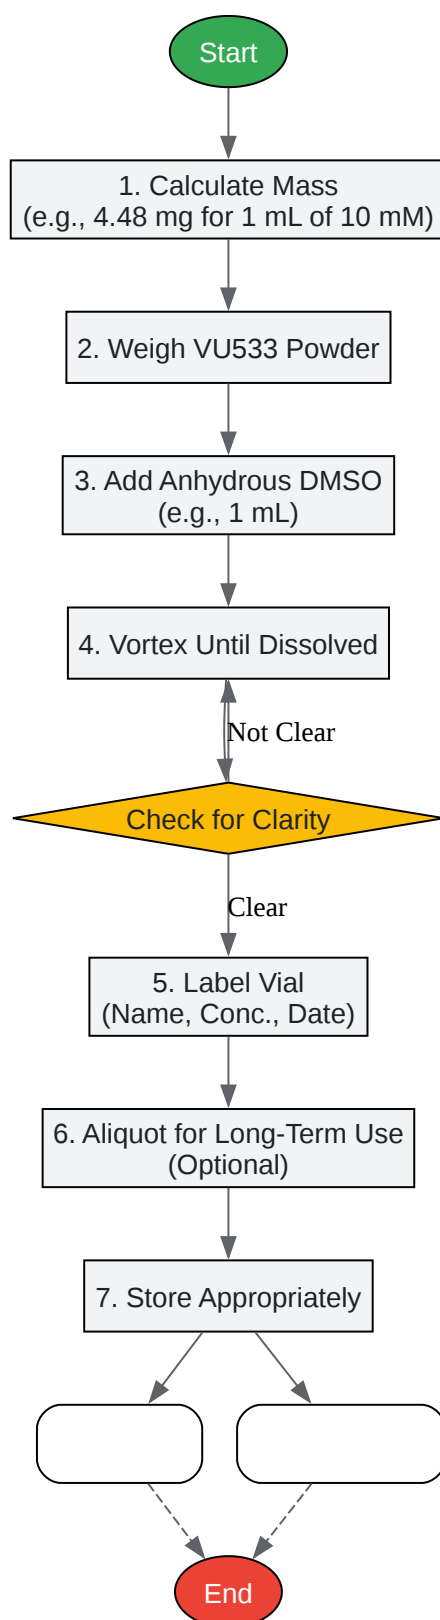 Start
1. Calculate Mass
(e.g., 4.48 mg for 1 mL of 10 mM)
2. Weigh VU533 Powder
3. Add Anhydrous DMSO
(e.g., 1 mL)
4. Vortex Until Dissolved
Not Clear
Check for Clarity
Clear
5. Label Vial
(Name, Conc., Date)
6. Aliquot for Long-Term Use
(Optional)
7. Store Appropriately
End